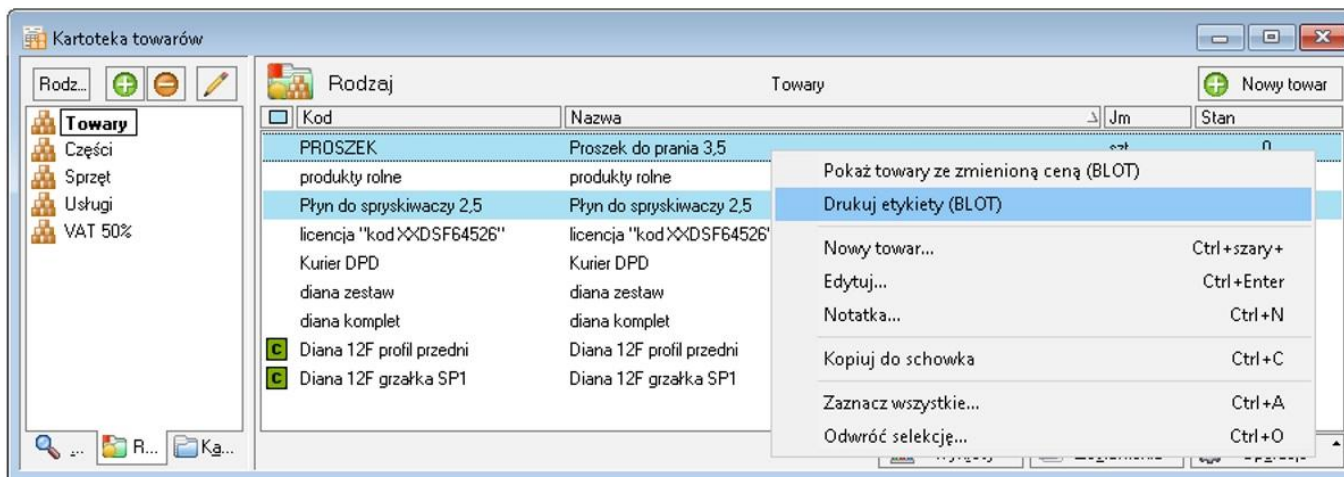 Kartoteka towarów
Rodz...
Rodzaj
Towary
Nowy towar
Towary
Części
Sprzęt
Usługi
VAT 50%
Kod Nazwa Jm Stan
PROSZEK Proszek do prania 3,5 szt 0
produkty rolne produkty rolne
Płyn do spryskiwaczy 2,5 Płyn do spryskiwaczy 2,5
licencja "kod XXDSF64526" licencja "kod XXDSF64526"
Kurier DPD Kurier DPD
diana zestaw diana zestaw
diana komplet diana komplet
C Diana 12F profil przedni Diana 12F profil przedni
C Diana 12F grzałka SP1 Diana 12F grzałka SP1
Pokaż towary ze zmienioną ceną (BLOT)
Drukuj etykiety (BLOT)
Nowy towar... Ctrl+szary+
Edytuj... Ctrl+Enter
Notatka... Ctrl+N
Kopiuj do schowka Ctrl+C
Zaznacz wszystkie... Ctrl+A
Odwróć selekcję... Ctrl+O
... R... Ka...